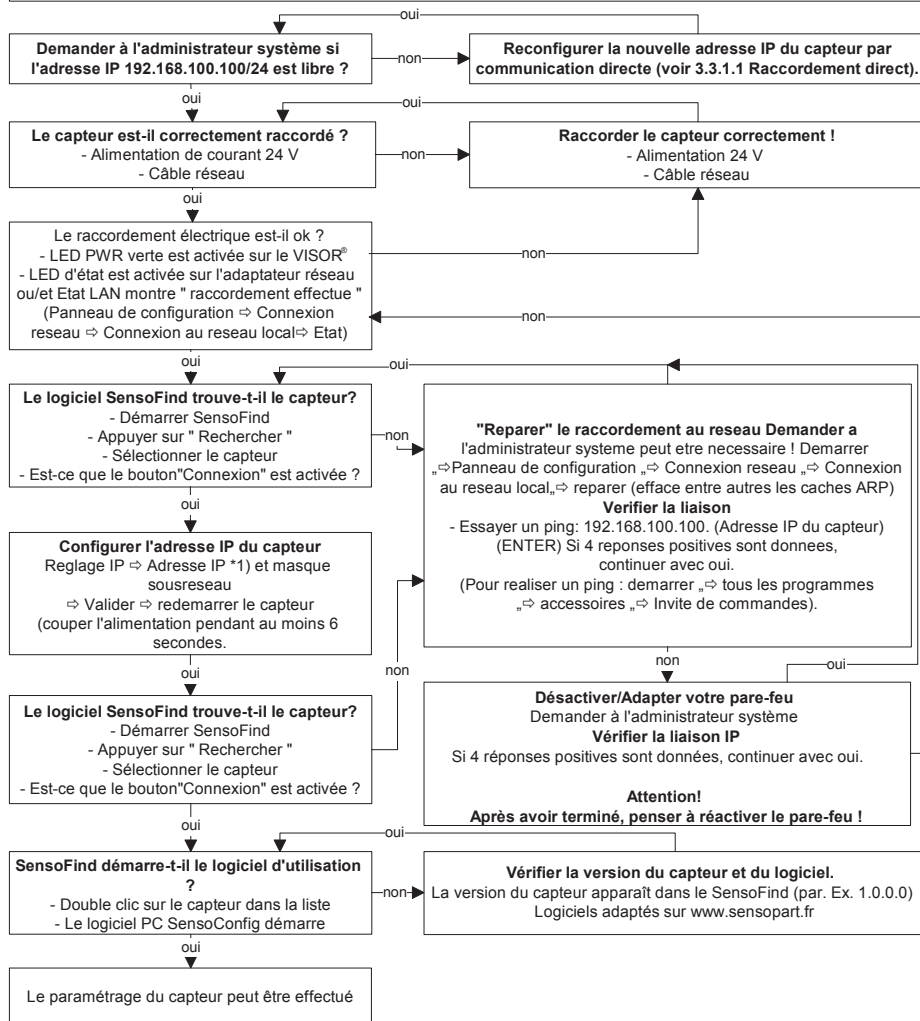 oui
Demander à l'administrateur système si
l'adresse IP 192.168.100.100/24 est libre ?
non
Reconfigurer la nouvelle adresse IP du capteur par
communication directe (voir 3.3.1.1 Raccordement direct).
oui
oui
Le capteur est-il correctement raccordé ?
- Alimentation de courant 24 V
- Câble réseau
non
Raccorder le capteur correctement !
- Alimentation 24 V
- Câble réseau
oui
Le raccordement électrique est-il ok ?
- LED PWR verte est activée sur le VISOR®
- LED d'état est activée sur l'adaptateur réseau
ou/et Etat LAN montre " raccordement effectue "
(Panneau de configuration ⇨ Connexion
reseau ⇨ Connexion au reseau local⇨ Etat)
non
non
oui
oui
Le logiciel SensoFind trouve-t-il le capteur?
- Démarrer SensoFind
- Appuyer sur " Rechercher "
- Sélectionner le capteur
- Est-ce que le bouton"Connexion" est activée ?
non
"Reparer" le raccordement au reseau Demander a
l'administrateur systeme peut etre necessaire ! Demarrer
„⇨Panneau de configuration „⇨ Connexion reseau „⇨ Connexion
au reseau local„⇨ reparer (efface entre autres les caches ARP)
Verifier la liaison
- Essayer un ping: 192.168.100.100. (Adresse IP du capteur)
(ENTER) Si 4 reponses positives sont donnees,
continuer avec oui.
(Pour realiser un ping : demarrer „⇨ tous les programmes
„⇨ accessoires „⇨ Invite de commandes).
Configurer l'adresse IP du capteur
Reglage IP ⇨ Adresse IP *1) et masque
sousreseau
⇨ Valider ⇨ redemarrer le capteur
(couper l'alimentation pendant au moins 6
secondes.
oui
non
non
oui
Le logiciel SensoFind trouve-t-il le capteur?
- Démarrer SensoFind
- Appuyer sur " Rechercher "
- Sélectionner le capteur
- Est-ce que le bouton"Connexion" est activée ?
Désactiver/Adapter votre pare-feu
Demander à l'administrateur système
Vérifier la liaison IP
Si 4 réponses positives sont données, continuer avec oui.
Attention!
Après avoir terminé, penser à réactiver le pare-feu !
oui
oui
SensoFind démarre-t-il le logiciel d'utilisation
?
- Double clic sur le capteur dans la liste
- Le logiciel PC SensoConfig démarre
non
Vérifier la version du capteur et du logiciel.
La version du capteur apparaît dans le SensoFind (par. Ex. 1.0.0.0)
Logiciels adaptés sur www.sensopart.fr
oui
Le paramétrage du capteur peut être effectué